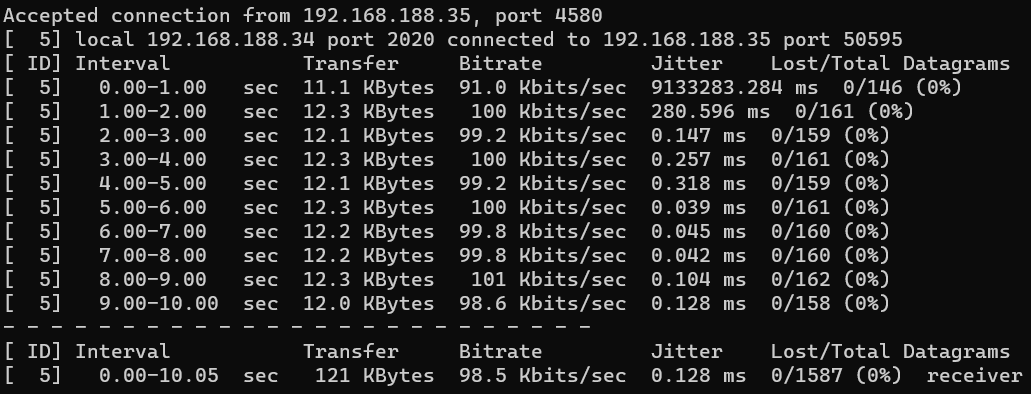 Accepted connection from 192.168.188.35, port 4580
[  5] local 192.168.188.34 port 2020 connected to 192.168.188.35 port 50595
[ ID] Interval           Transfer     Bitrate         Jitter    Lost/Total Datagrams
[  5]   0.00-1.00   sec  11.1 KBytes  91.0 Kbits/sec  9133283.284 ms  0/146 (0%)
[  5]   1.00-2.00   sec  12.3 KBytes   100 Kbits/sec  280.596 ms  0/161 (0%)
[  5]   2.00-3.00   sec  12.1 KBytes  99.2 Kbits/sec  0.147 ms  0/159 (0%)
[  5]   3.00-4.00   sec  12.3 KBytes   100 Kbits/sec  0.257 ms  0/161 (0%)
[  5]   4.00-5.00   sec  12.1 KBytes  99.2 Kbits/sec  0.318 ms  0/159 (0%)
[  5]   5.00-6.00   sec  12.3 KBytes   100 Kbits/sec  0.039 ms  0/161 (0%)
[  5]   6.00-7.00   sec  12.2 KBytes  99.8 Kbits/sec  0.045 ms  0/160 (0%)
[  5]   7.00-8.00   sec  12.2 KBytes  99.8 Kbits/sec  0.042 ms  0/160 (0%)
[  5]   8.00-9.00   sec  12.3 KBytes   101 Kbits/sec  0.104 ms  0/162 (0%)
[  5]   9.00-10.00  sec  12.0 KBytes  98.6 Kbits/sec  0.128 ms  0/158 (0%)
- - - - - - - - - - - - - - - - - - - - - - - - -
[ ID] Interval           Transfer     Bitrate         Jitter    Lost/Total Datagrams
[  5]   0.00-10.05  sec   121 KBytes  98.5 Kbits/sec  0.128 ms  0/1587 (0%)  receiver